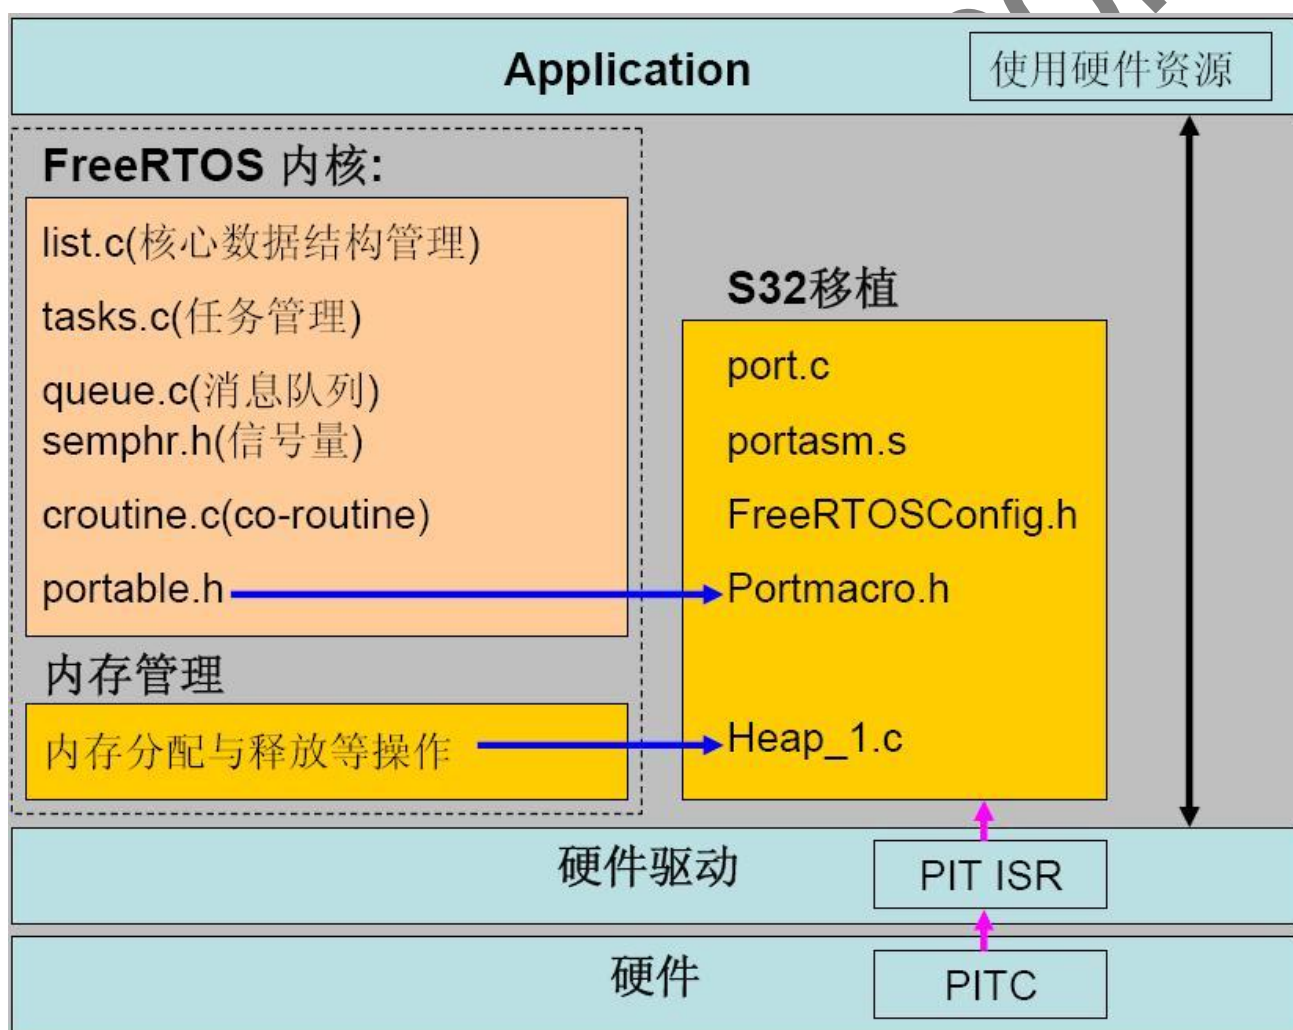 Application
使用硬件资源
FreeRTOS 内核:
list.c(核心数据结构管理)
tasks.c(任务管理)
queue.c(消息队列)
semphr.h(信号量)
croutine.c(co-routine)
portable.h
内存管理
内存分配与释放等操作
S32移植
port.c
portasm.s
FreeRTOSConfig.h
Portmacro.h
Heap_1.c
硬件驱动
PIT ISR
硬件
PITC